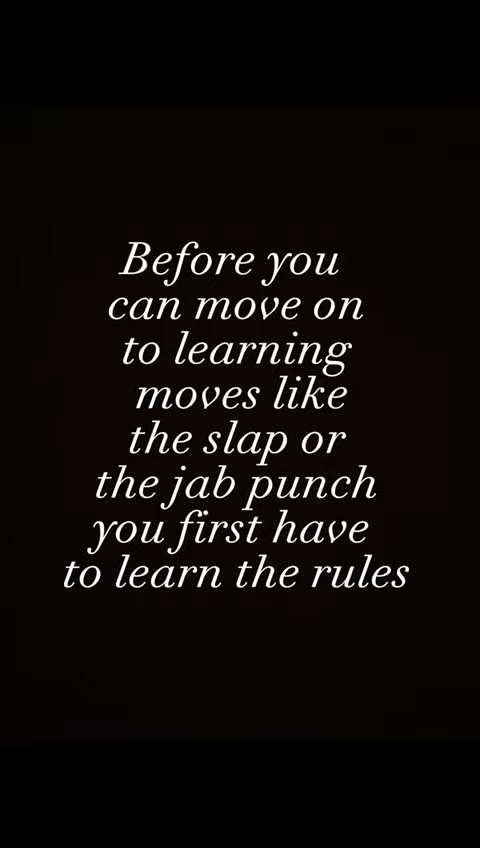 Before you
can move on
to learning
moves like
the slap or
the jab punch
you first have
to learn the rules